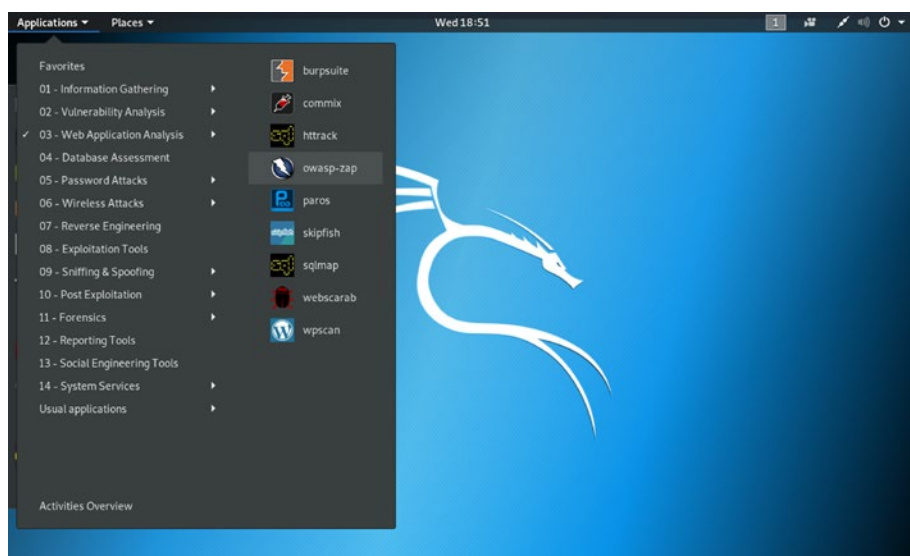 Applications Places Wed 18:51 1
Favorites
01 - Information Gathering
02 - Vulnerability Analysis
03 - Web Application Analysis
04 - Database Assessment
05 - Password Attacks
06 - Wireless Attacks
07 - Reverse Engineering
08 - Exploitation Tools
09 - Sniffing & Spoofing
10 - Post Exploitation
11 - Forensics
12 - Reporting Tools
13 - Social Engineering Tools
14 - System Services
Usual applications
Activities Overview
burpsuite
commix
httrack
owasp-zap
paros
skipfish
sqlmap
webscarab
wpscan